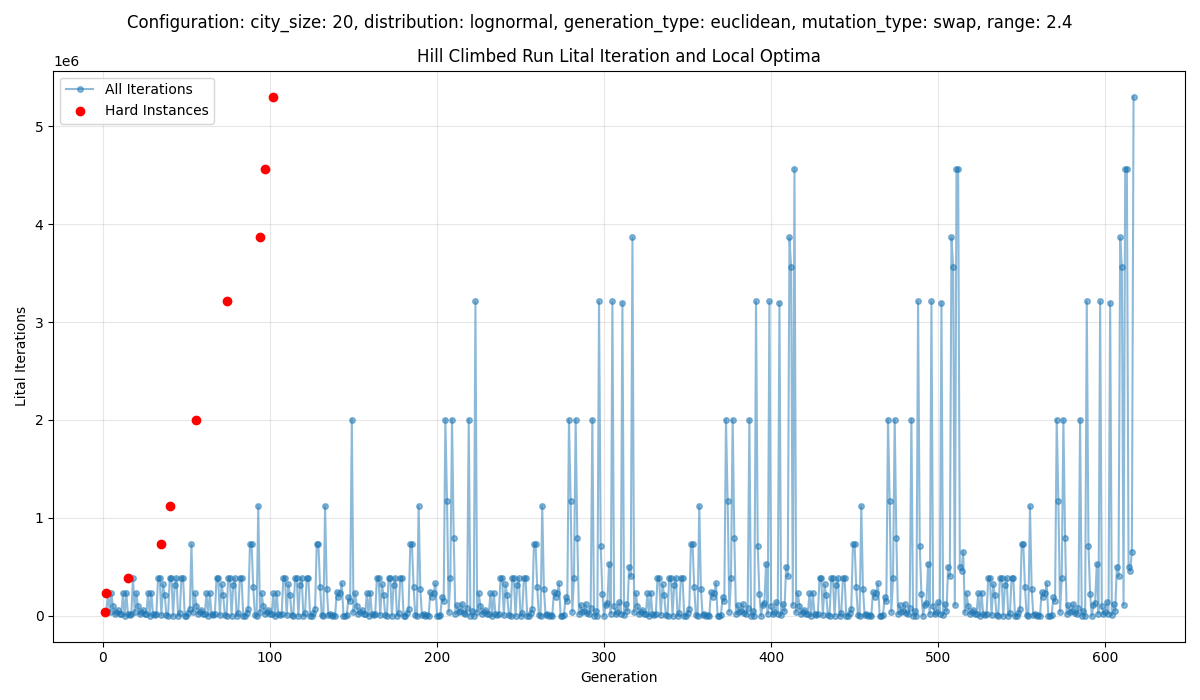 Configuration: city_size: 20, distribution: lognormal, generation_type: euclidean, mutation_type: swap, range: 2.4
Hill Climbed Run Lital Iteration and Local Optima
1e6
All Iterations
Hard Instances
5
4
3
2
1
0
Lital Iterations
0 100 200 300 400 500 600
Generation